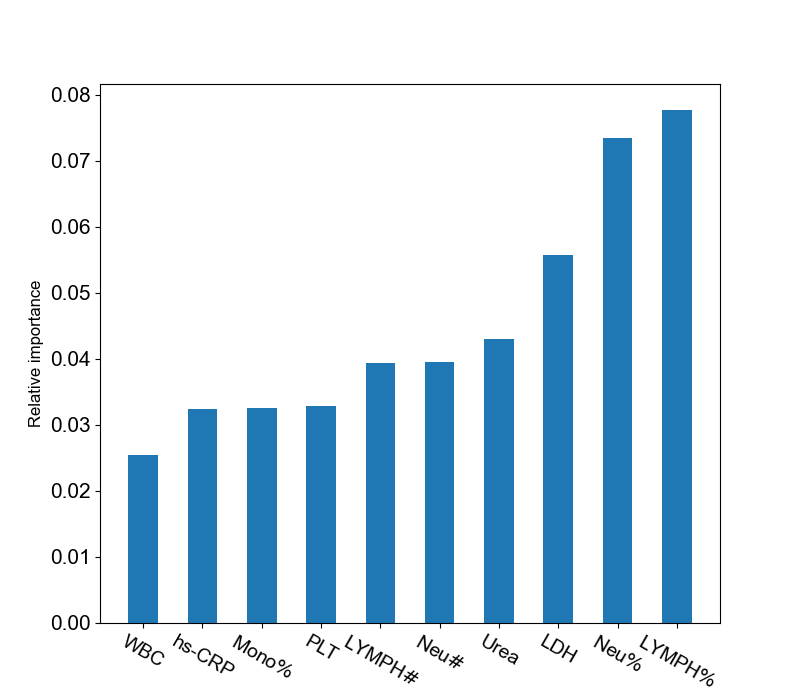 Relative importance
0.08
0.07
0.06
0.05
0.04
0.03
0.02
0.01
0.00
WBC
hs-CRP
Mono%
PLT
LYMPH#
Neu#
Urea
LDH
Neu%
LYMPH%